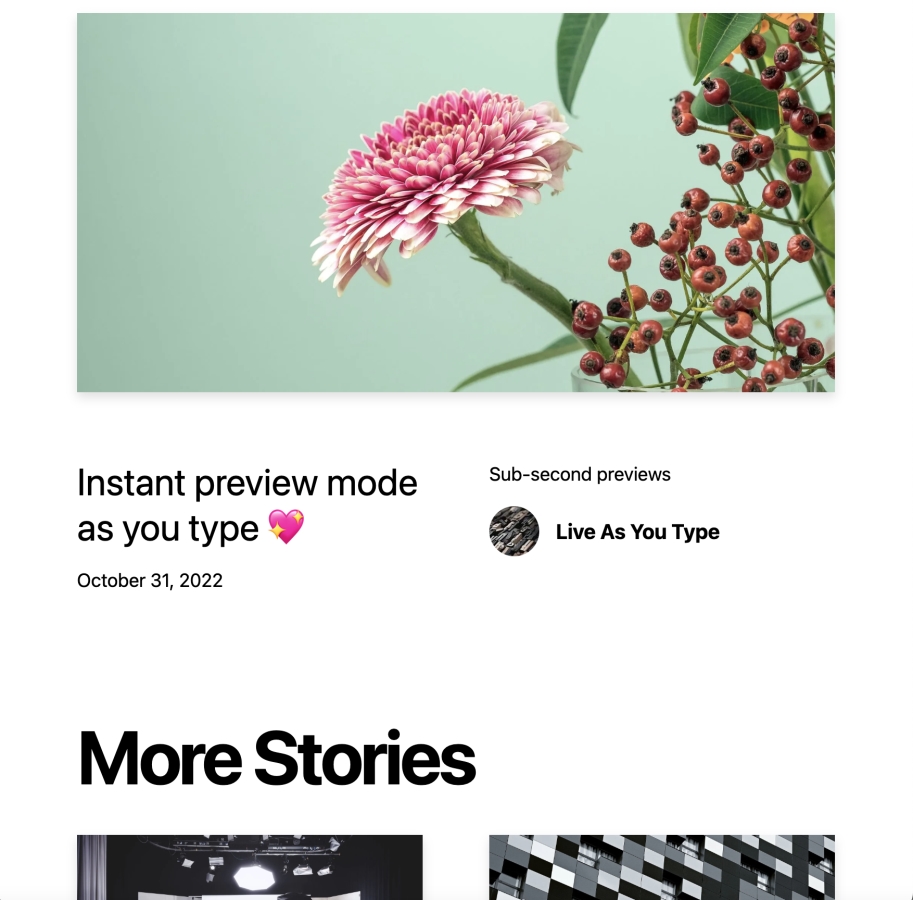 Instant preview mode
as you type 💖
October 31, 2022
Sub-second previews
Live As You Type
More Stories